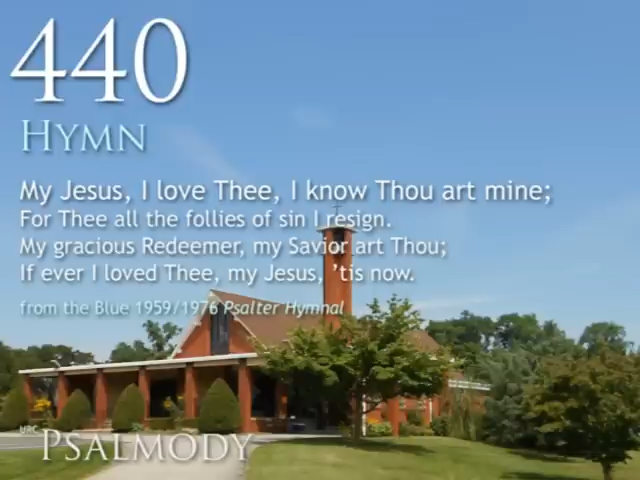 440
HYMN
My Jesus, I love Thee, I know Thou art mine;
For Thee all the follies of sin I resign.
My gracious Redeemer, my Savior art Thou;
If ever I loved Thee, my Jesus, ’tis now.
from the Blue 1959/1976 Psalter Hymnal
URC PSALMODY